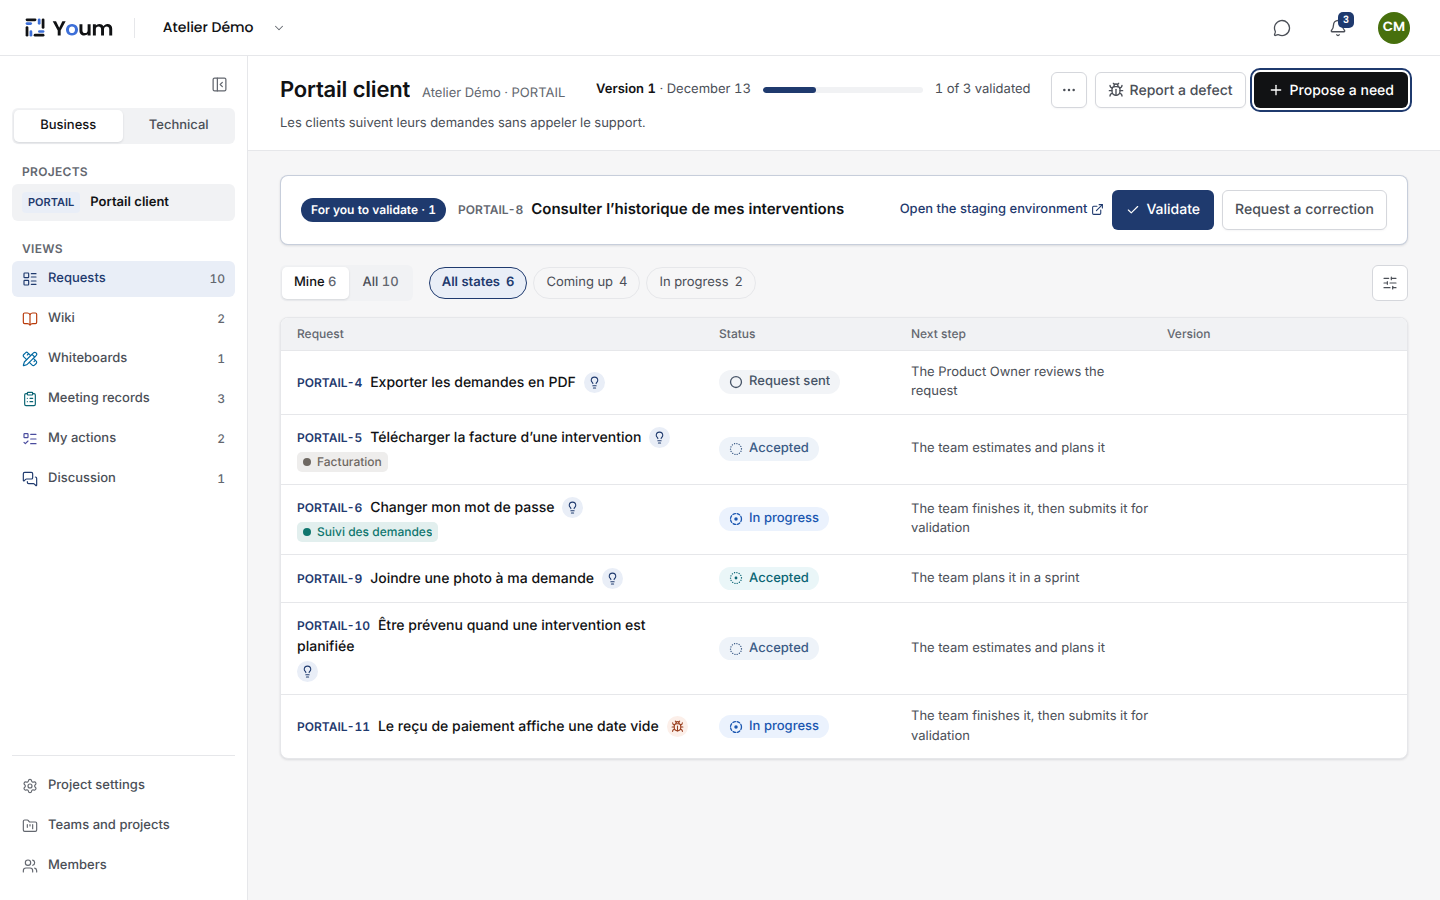 Youm
Atelier Démo
3
CM
Business
Technical
PROJECTS
PORTAIL Portail client
VIEWS
Requests 10
Wiki 2
Whiteboards 1
Meeting records 3
My actions 2
Discussion 1
Project settings
Teams and projects
Members
Portail client Atelier Démo · PORTAIL
Version 1 · December 13
1 of 3 validated
Report a defect
Propose a need
Les clients suivent leurs demandes sans appeler le support.
For you to validate · 1
PORTAIL-8 Consulter l’historique de mes interventions
Open the staging environment
Validate
Request a correction
Mine 6
All 10
All states 6
Coming up 4
In progress 2
Request Status Next step Version
PORTAIL-4 Exporter les demandes en PDF
Request sent
The Product Owner reviews the
request
PORTAIL-5 Télécharger la facture d’une intervention
Facturation
Accepted
The team estimates and plans it
PORTAIL-6 Changer mon mot de passe
Suivi des demandes
In progress
The team finishes it, then submits it for
validation
PORTAIL-9 Joindre une photo à ma demande
Accepted
The team plans it in a sprint
PORTAIL-10 Être prévenu quand une intervention est
planifiée
Accepted
The team estimates and plans it
PORTAIL-11 Le reçu de paiement affiche une date vide
In progress
The team finishes it, then submits it for
validation